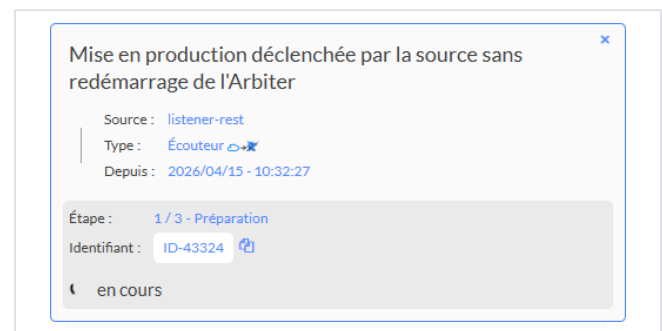 Mise en production déclenchée par la source sans
redémarrage de l'Arbiter
Source : listener-rest
Type : Écouteur
Depuis : 2026/04/15 - 10:32:27
Étape : 1 / 3 - Préparation
Identifiant : ID-43324
en cours